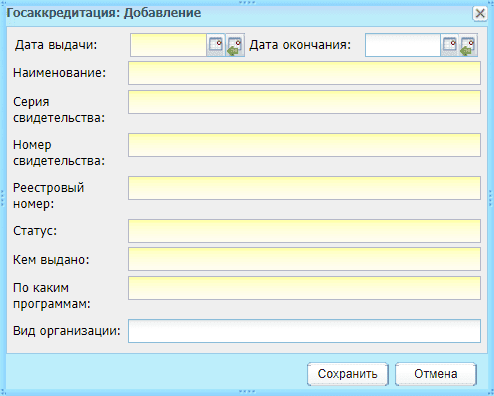 Госаккредитация: Добавление
Дата выдачи: Дата окончания:
Наименование:
Серия
свидетельства:
Номер
свидетельства:
Реестровый
номер:
Статус:
Кем выдано:
По каким
программам:
Вид организации:
Сохранить Отмена